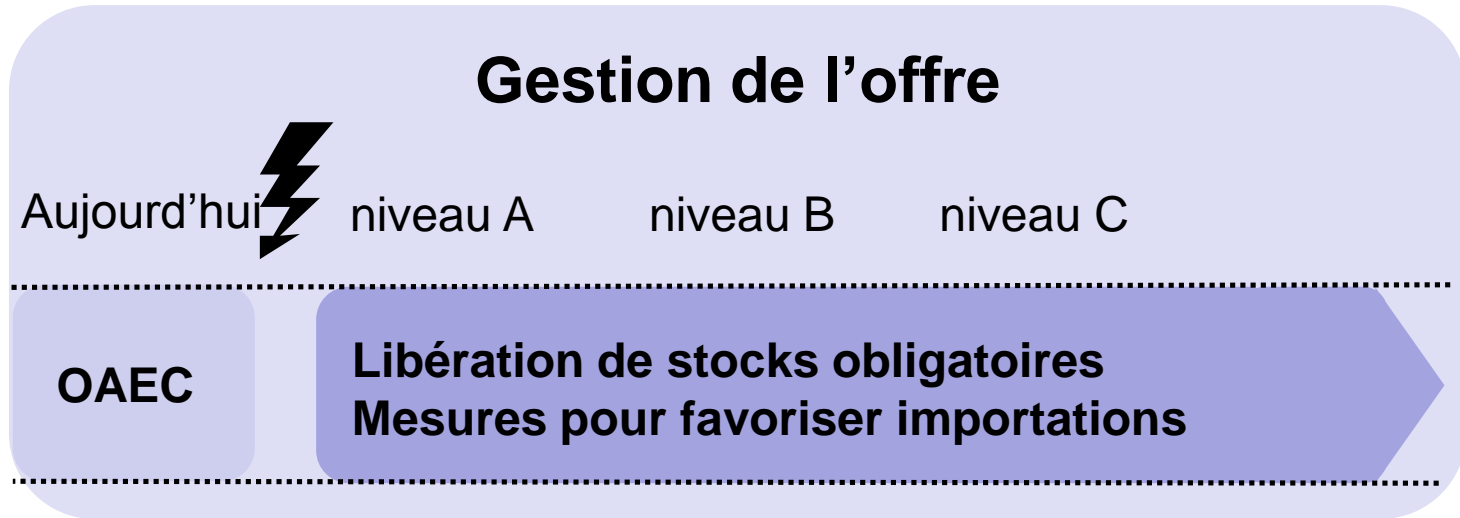 Gestion de l’offre
Aujourd’hui niveau A niveau B niveau C
OAEC
Libération de stocks obligatoires
Mesures pour favoriser importations